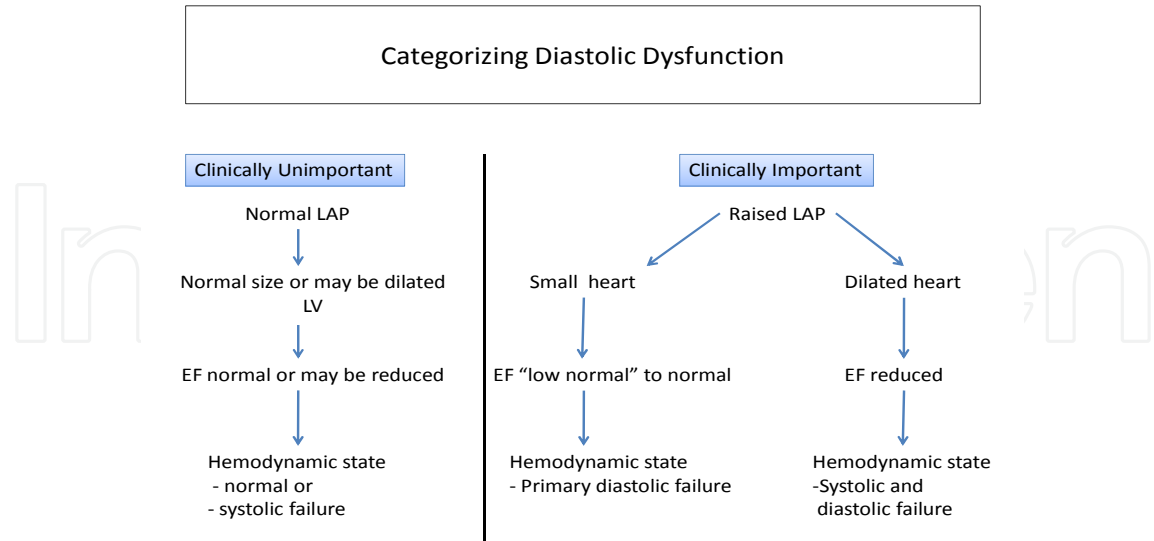 Categorizing Diastolic Dysfunction
Clinically Unimportant
Normal LAP
Normal size or may be dilated
LV
EF normal or may be reduced
Hemodynamic state
- normal or
- systolic failure
Clinically Important
Raised LAP
Small heart
EF “low normal” to normal
Hemodynamic state
- Primary diastolic failure
Dilated heart
EF reduced
Hemodynamic state
-Systolic and
diastolic failure